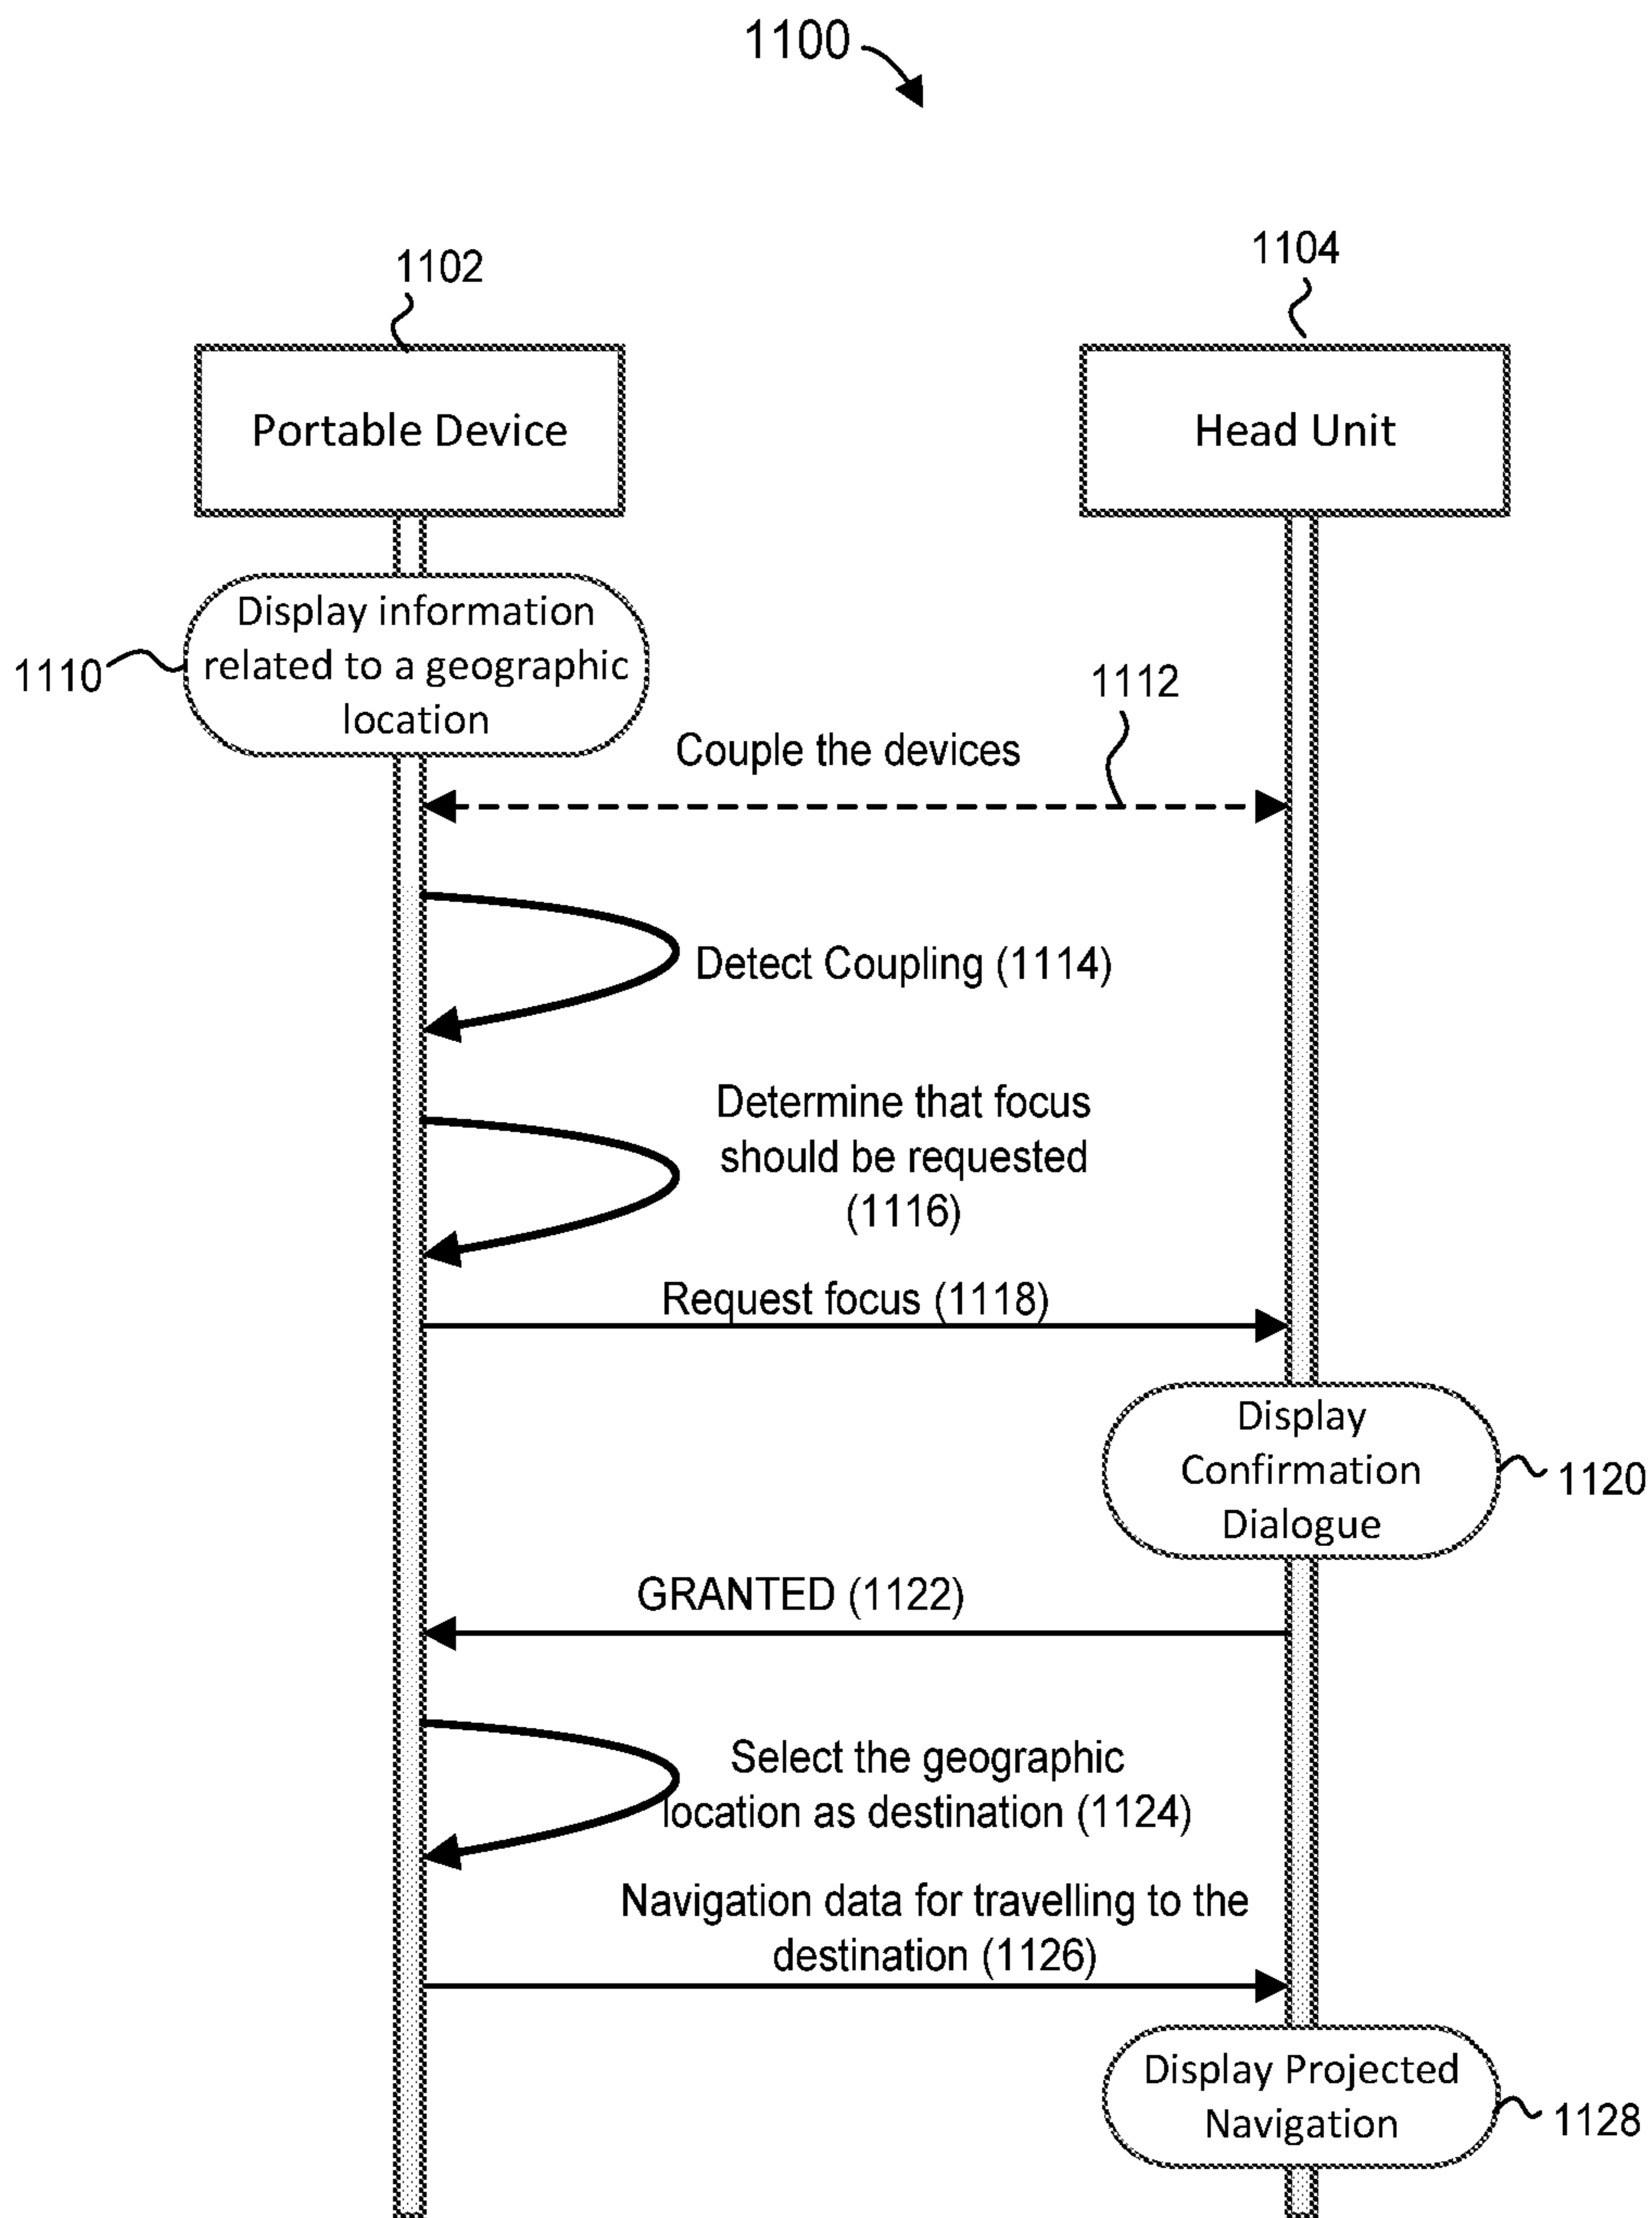 1100
1102
1104
Portable Device
Head Unit
Display information
related to a geographic
location
1110
1112
Couple the devices
Detect Coupling (1114)
Determine that focus
should be requested
(1116)
Request focus (1118)
Display
Confirmation
Dialogue
1120
GRANTED (1122)
Select the geographic
location as destination (1124)
Navigation data for travelling to the
destination (1126)
Display Projected
Navigation
1128